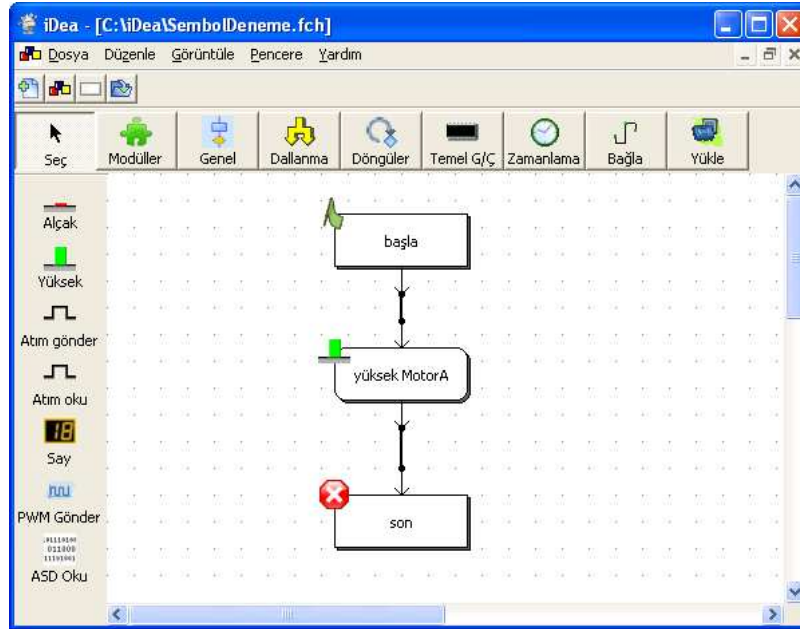 iDea - [C:\iDea\SembolDeneme.fch]
Dosya Düzenle Görüntüle Pencere Yardım
Seç Modüller Genel Dallanma Döngüler Temel G/Ç Zamanlama Bağla Yükle
Alçak
Yüksek
Atım gönder
Atım oku
18
Say
PWM Gönder
ASD Oku
başla
yüksek MotorA
son